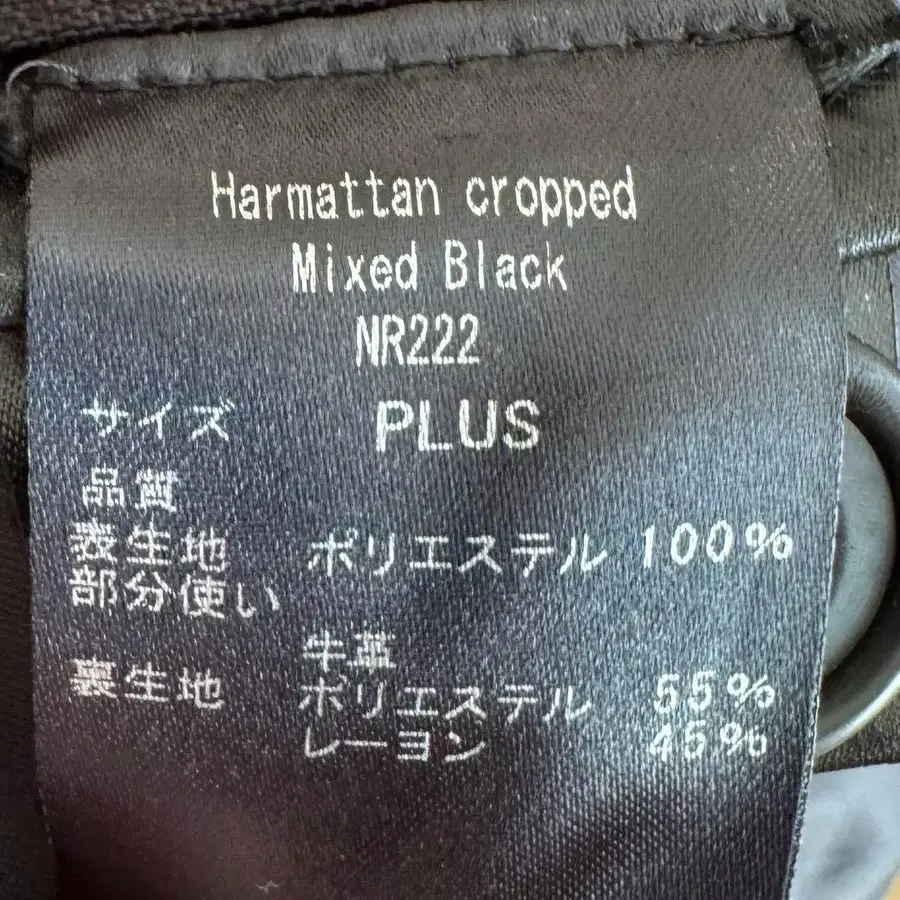 Harmattan cropped
Mixed Black
NR222
サイズ PLUS
品質
表生地 ポリエステル 100%
部分使い
牛革
裏生地 ポリエステル 55%
レーヨン 45%